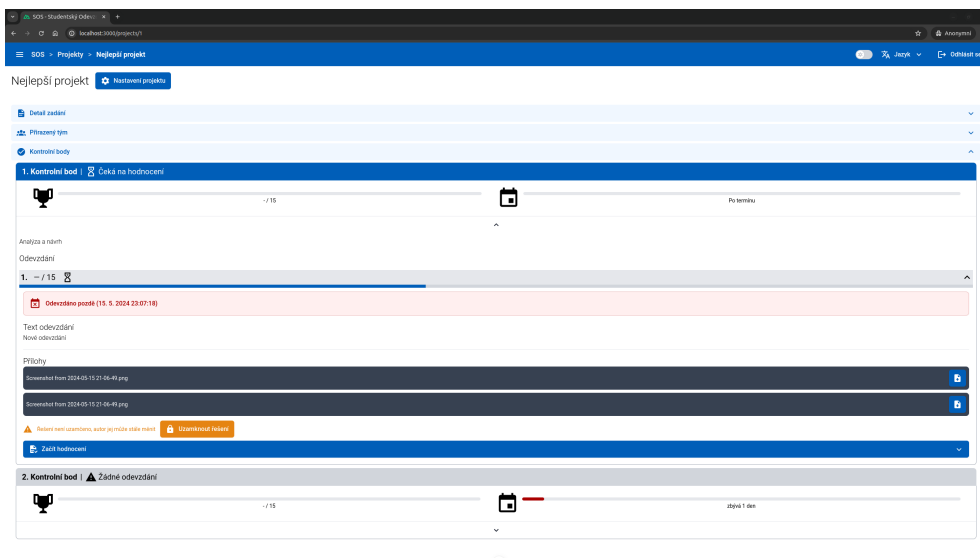 SOS - Studentský Odevz
localhost:3000/projects/1
Anonymní
SOS > Projekty > Nejlepší projekt
Jazyk
Odhlásit se
Nejlepší projekt
Nastavení projektu
Detail zadání
Přiřazený tým
Kontrolní body
1. Kontrolní bod | Čeká na hodnocení
- / 15
Po termínu
Analýza a návrh
Odevzdání
1. – / 15
Odevzdáno pozdě (15. 5. 2024 23:07:18)
Text odevzdání
Nové odevzdání
Přílohy
Screenshot from 2024-05-15 21-06-49.png
Screenshot from 2024-05-15 21-06-49.png
Řešení není uzamčeno, autor jej může stále měnit
Uzamknout řešení
Začít hodnocení
2. Kontrolní bod | Žádné odevzdání
- / 15
zbývá 1 den